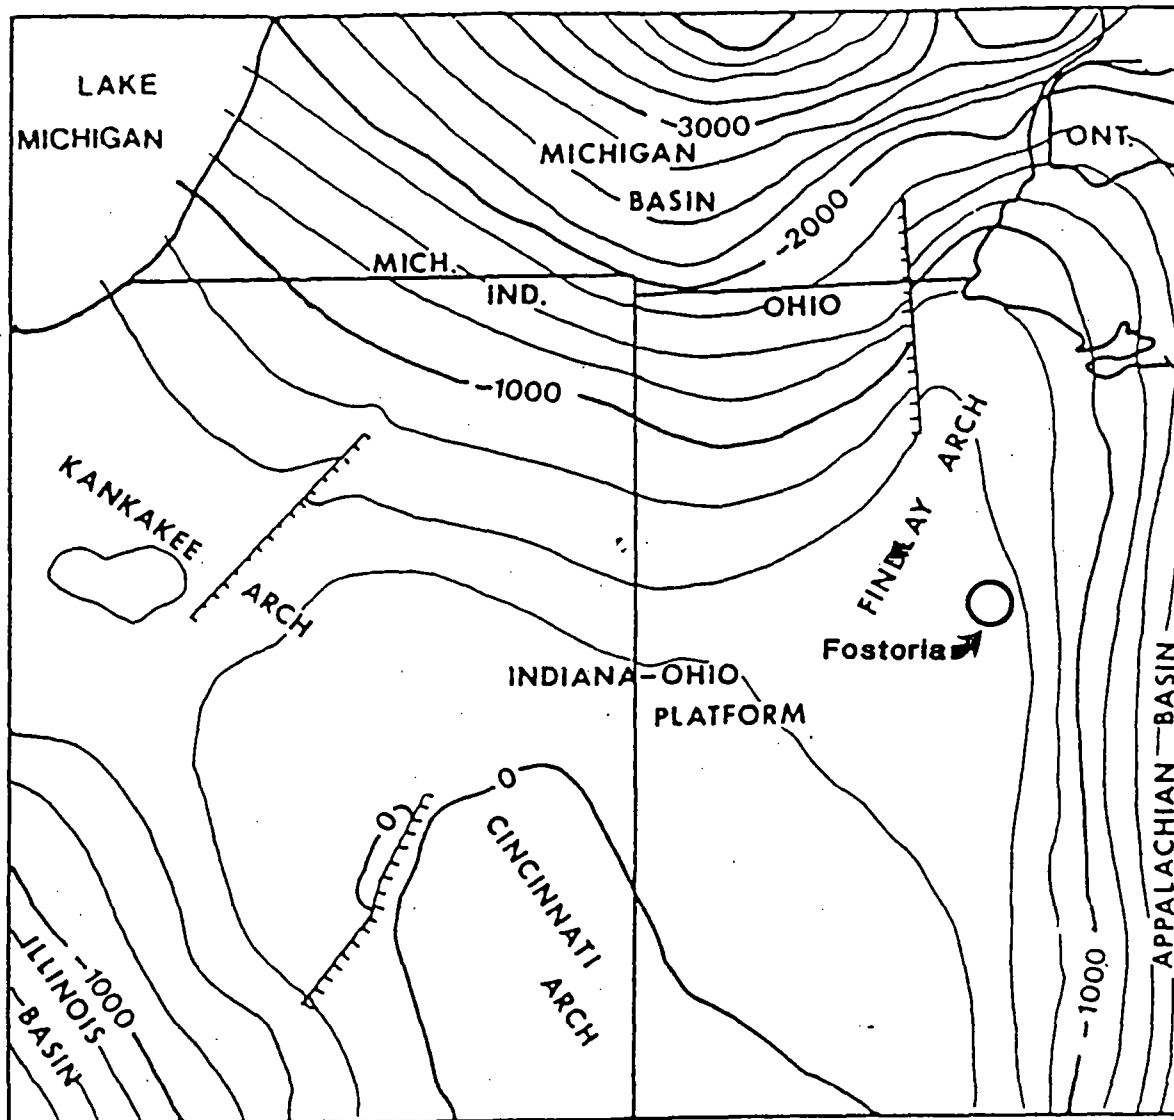 LAKE
MICHIGAN
-3000
MICHIGAN
BASIN
ONT.
-2000
MICH.
IND.
OHIO
-1000
KANKAKEE
ARCH
FINDLAY ARCH
Fostoria
INDIANA-OHIO
PLATFORM
0
0
CINCINNATI
ARCH
-1000
ILLINOIS
BASIN
-1000
APPALACHIAN BASIN